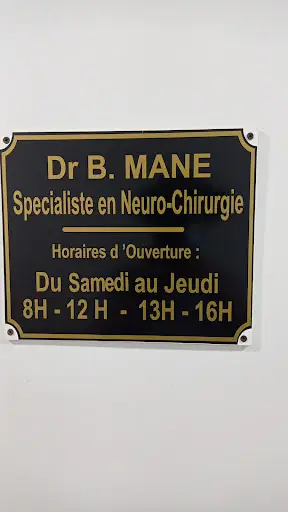 Dr B. MANE
Specialiste en Neuro-Chirurgie
Horaires d 'Ouverture :
Du Samedi au Jeudi
8H - 12 H - 13H - 16H